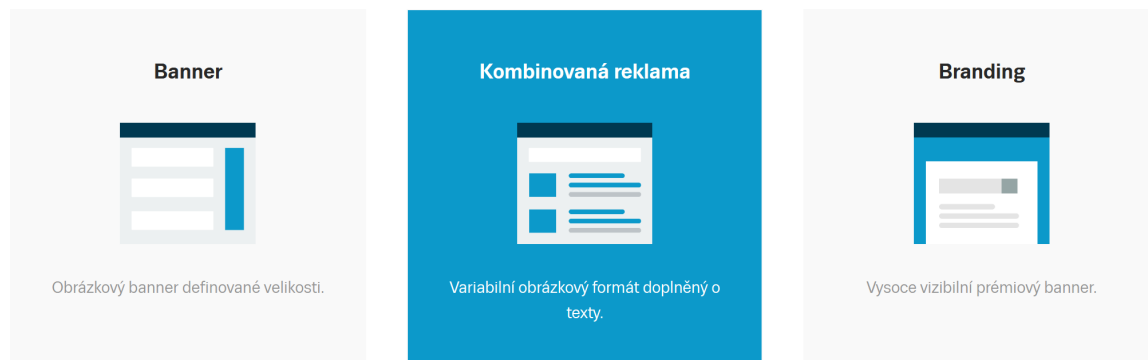 Banner
Obrázkový banner definované velikosti.
Kombinovaná reklama
Variabilní obrázkový formát doplněný o
texty.
Branding
Vysoce vizibilní prémiový banner.